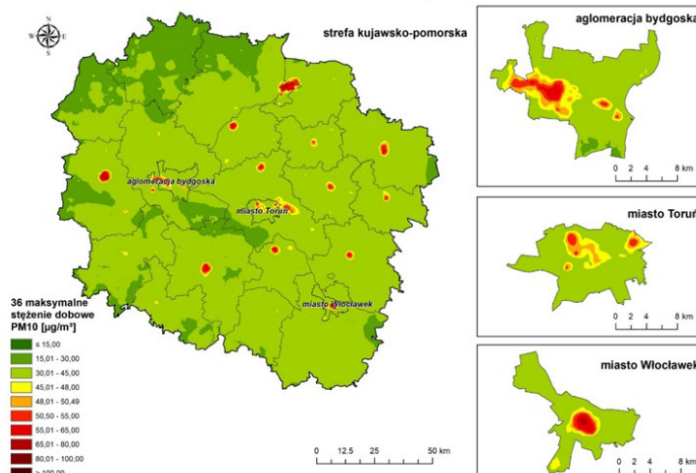 N
W E
S
strefa kujawsko-pomorska
aglomeracja bydgoska
miasto Toruń
miasto Włocławek
36 maksymalne
stężenie dobowe
PM10 [µg/m³]
≤ 15,00
15,01 - 30,00
30,01 - 45,00
45,01 - 48,00
48,01 - 50,49
50,50 - 55,00
55,01 - 65,00
65,01 - 80,00
80,01 - 100,00
> 100,00
0 12.5 25 50 km
aglomeracja bydgoska
0 2 4 8 km
miasto Toruń
0 2 4 8 km
miasto Włocławek
0 2 4 8 km